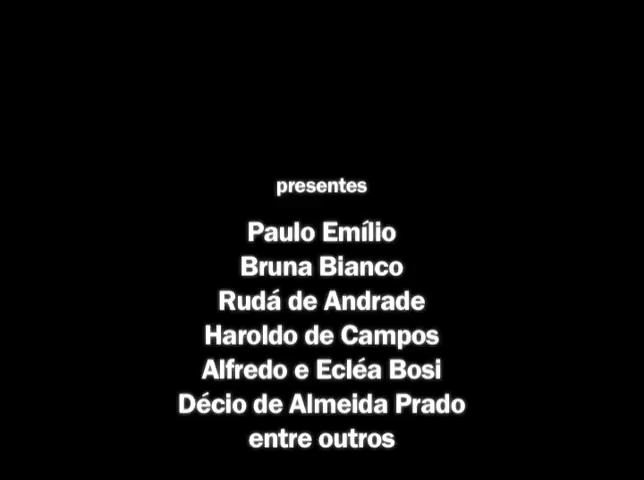 presentes
Paulo Emílio
Bruna Bianco
Rudá de Andrade
Haroldo de Campos
Alfredo e Ecléa Bosi
Décio de Almeida Prado
entre outros